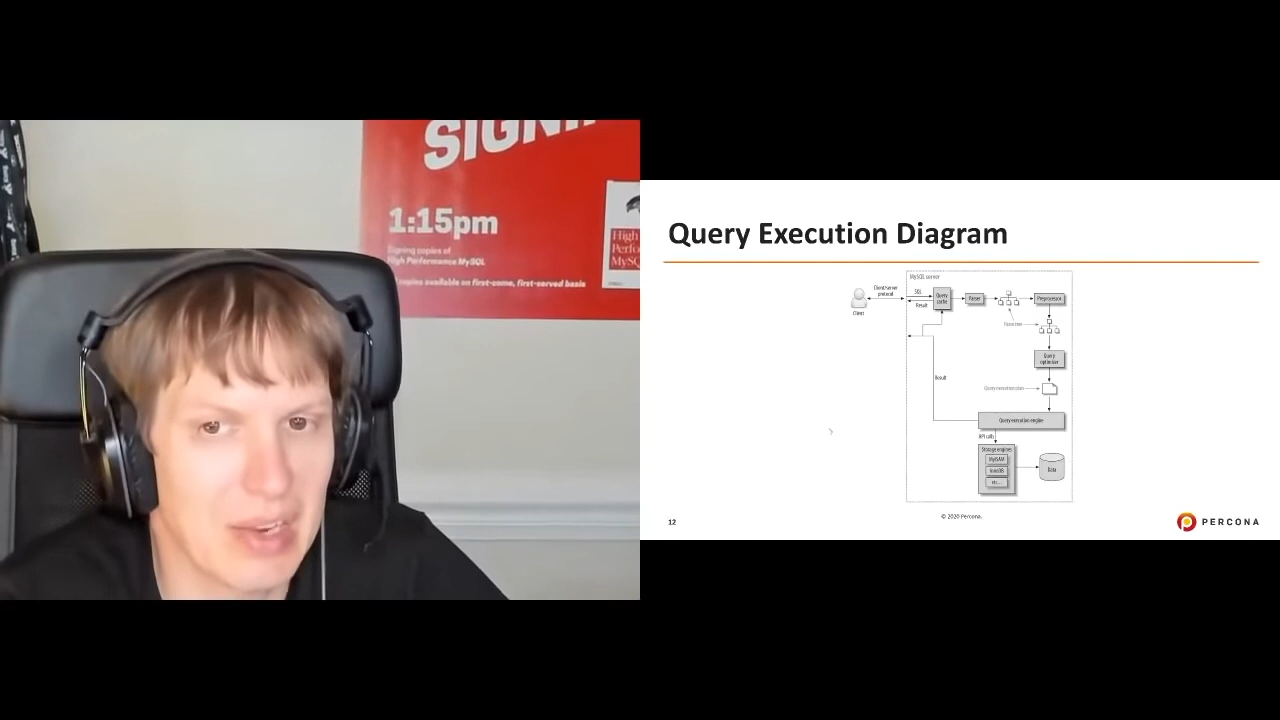 SIGNI
1:15pm
Signing copies of
High Performance MySQL
copies available on first-come, first-served basis
High
Perfo
MySQ
Query Execution Diagram
MySQL server
Client/server
protocol
SQL
Result
Client
Query
cache
Parser
Preprocessor
Parse tree
Query
optimizer
Result
Query execution plan
Query execution engine
API calls
Storage engines
MyISAM
InnoDB
etc...
Data
© 2020 Percona.
12
PERCONA